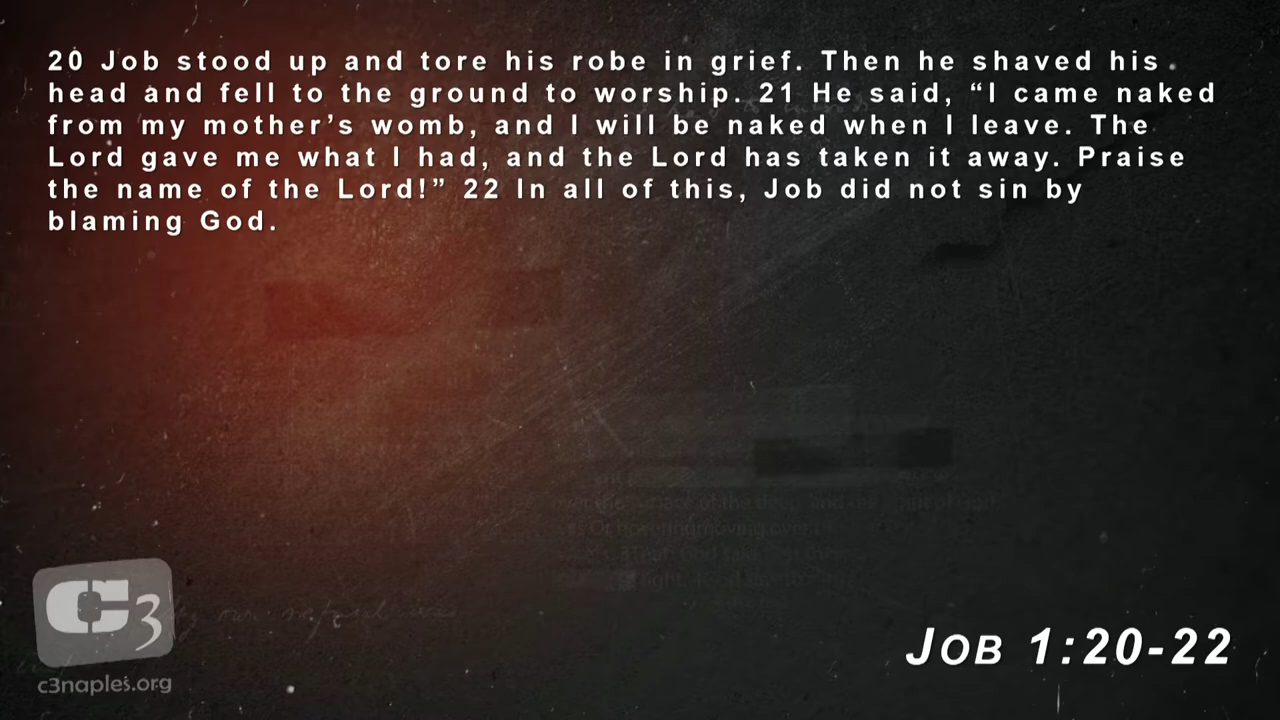 20 Job stood up and tore his robe in grief. Then he shaved his
head and fell to the ground to worship. 21 He said, “I came naked
from my mother’s womb, and I will be naked when I leave. The
Lord gave me what I had, and the Lord has taken it away. Praise
the name of the Lord!” 22 In all of this, Job did not sin by
blaming God.
C3
c3naples.org
Job 1:20-22